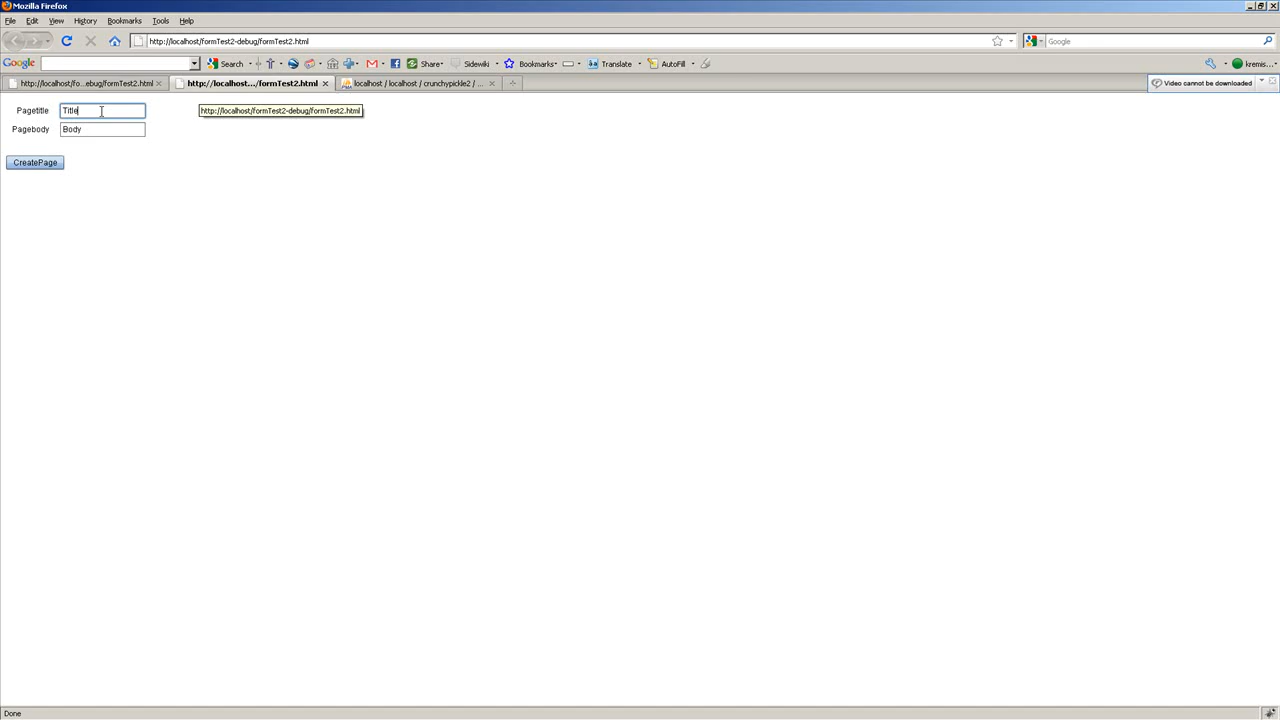 Mozilla Firefox
File Edit View History Bookmarks Tools Help
http://localhost/formTest2-debug/formTest2.html Google
Google Search Bookmarks Share Sidewiki Bookmarks Translate AutoFill kremis...
http://localhost/fo...ebug/formTest2.html http://localhost.../formTest2.html localhost / localhost / crunchypickle2 / ... Video cannot be downloaded
Pagetitle Title http://localhost/formTest2-debug/formTest2.html
Pagebody Body
CreatePage
Done